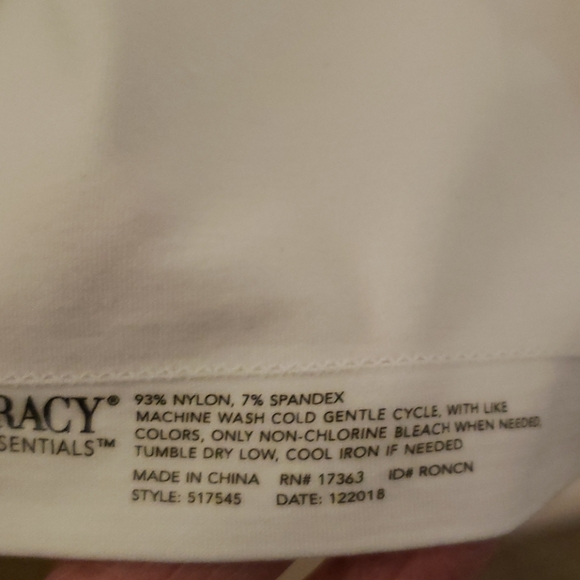 RACY®
SENTIALS™
93% NYLON, 7% SPANDEX
MACHINE WASH COLD GENTLE CYCLE, WITH LIKE
COLORS, ONLY NON-CHLORINE BLEACH WHEN NEEDED,
TUMBLE DRY LOW, COOL IRON IF NEEDED
MADE IN CHINA RN# 17363 ID# RONCN
STYLE: 517545 DATE: 122018